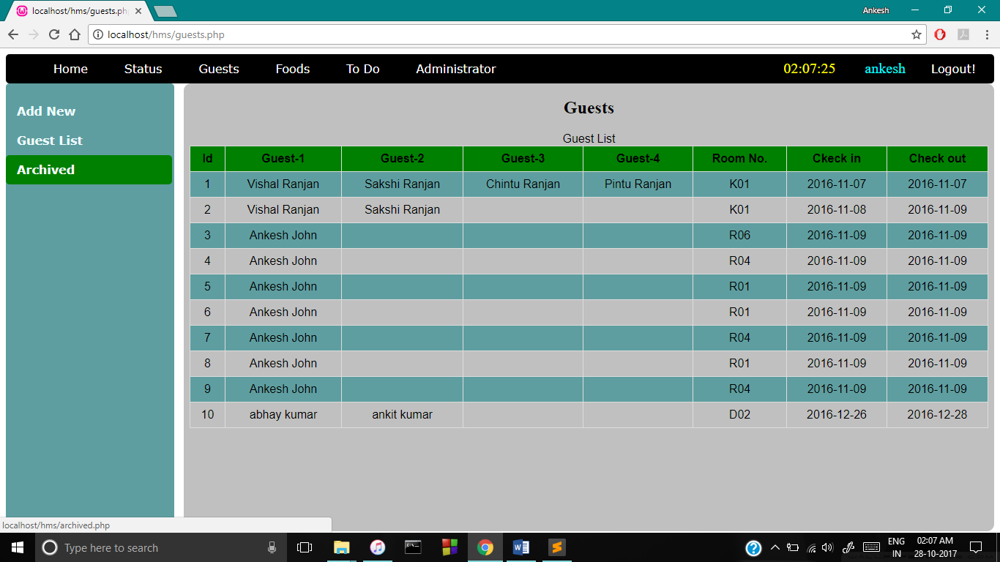 localhost/hms/guests.ph
Ankesh
localhost/hms/guests.php
Home Status Guests Foods To Do Administrator 02:07:25 ankesh Logout!
Add New
Guest List
Archived
Guests
Guest List
Id Guest-1 Guest-2 Guest-3 Guest-4 Room No. Ckeck in Check out
1 Vishal Ranjan Sakshi Ranjan Chintu Ranjan Pintu Ranjan K01 2016-11-07 2016-11-07
2 Vishal Ranjan Sakshi Ranjan K01 2016-11-08 2016-11-09
3 Ankesh John R06 2016-11-09 2016-11-09
4 Ankesh John R04 2016-11-09 2016-11-09
5 Ankesh John R01 2016-11-09 2016-11-09
6 Ankesh John R01 2016-11-09 2016-11-09
7 Ankesh John R04 2016-11-09 2016-11-09
8 Ankesh John R01 2016-11-09 2016-11-09
9 Ankesh John R04 2016-11-09 2016-11-09
10 abhay kumar ankit kumar D02 2016-12-26 2016-12-28
localhost/hms/archived.php
Type here to search
ENG
IN
02:07 AM
28-10-2017